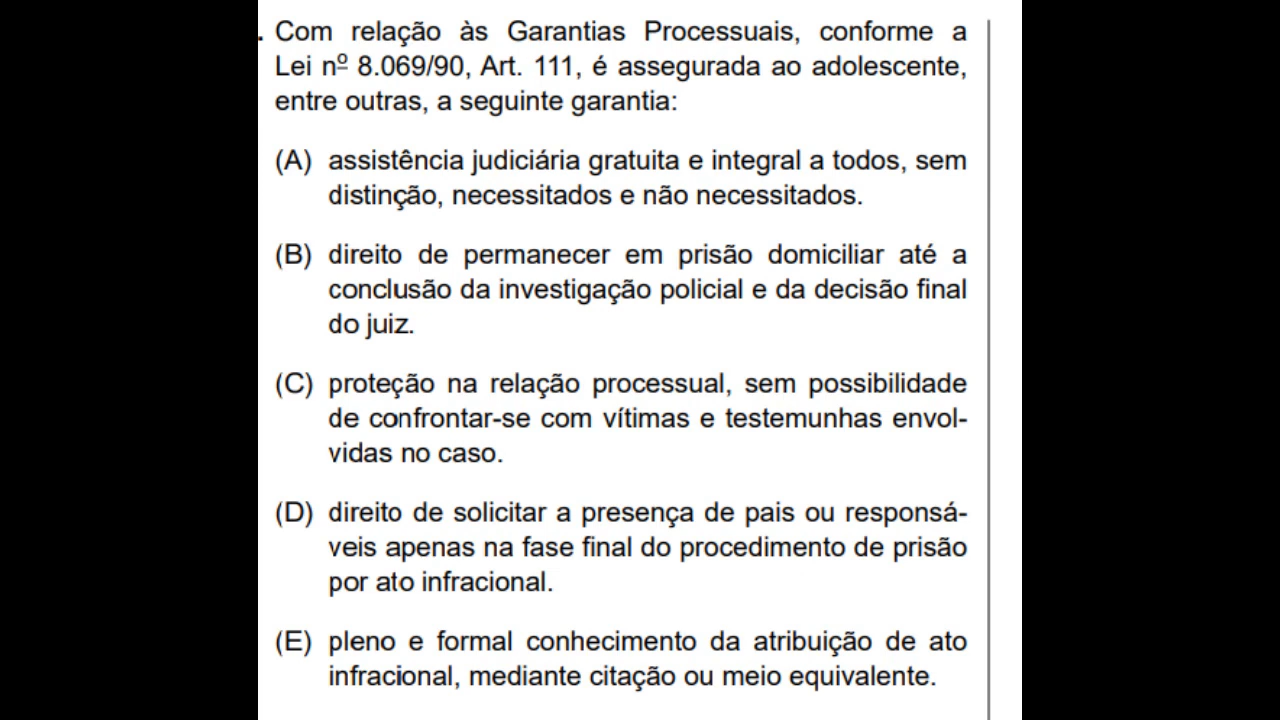 . Com relação às Garantias Processuais, conforme a
Lei nº 8.069/90, Art. 111, é assegurada ao adolescente,
entre outras, a seguinte garantia:
(A) assistência judiciária gratuita e integral a todos, sem
distinção, necessitados e não necessitados.
(B) direito de permanecer em prisão domiciliar até a
conclusão da investigação policial e da decisão final
do juiz.
(C) proteção na relação processual, sem possibilidade
de confrontar-se com vítimas e testemunhas envol-
vidas no caso.
(D) direito de solicitar a presença de pais ou responsá-
veis apenas na fase final do procedimento de prisão
por ato infracional.
(E) pleno e formal conhecimento da atribuição de ato
infracional, mediante citação ou meio equivalente.